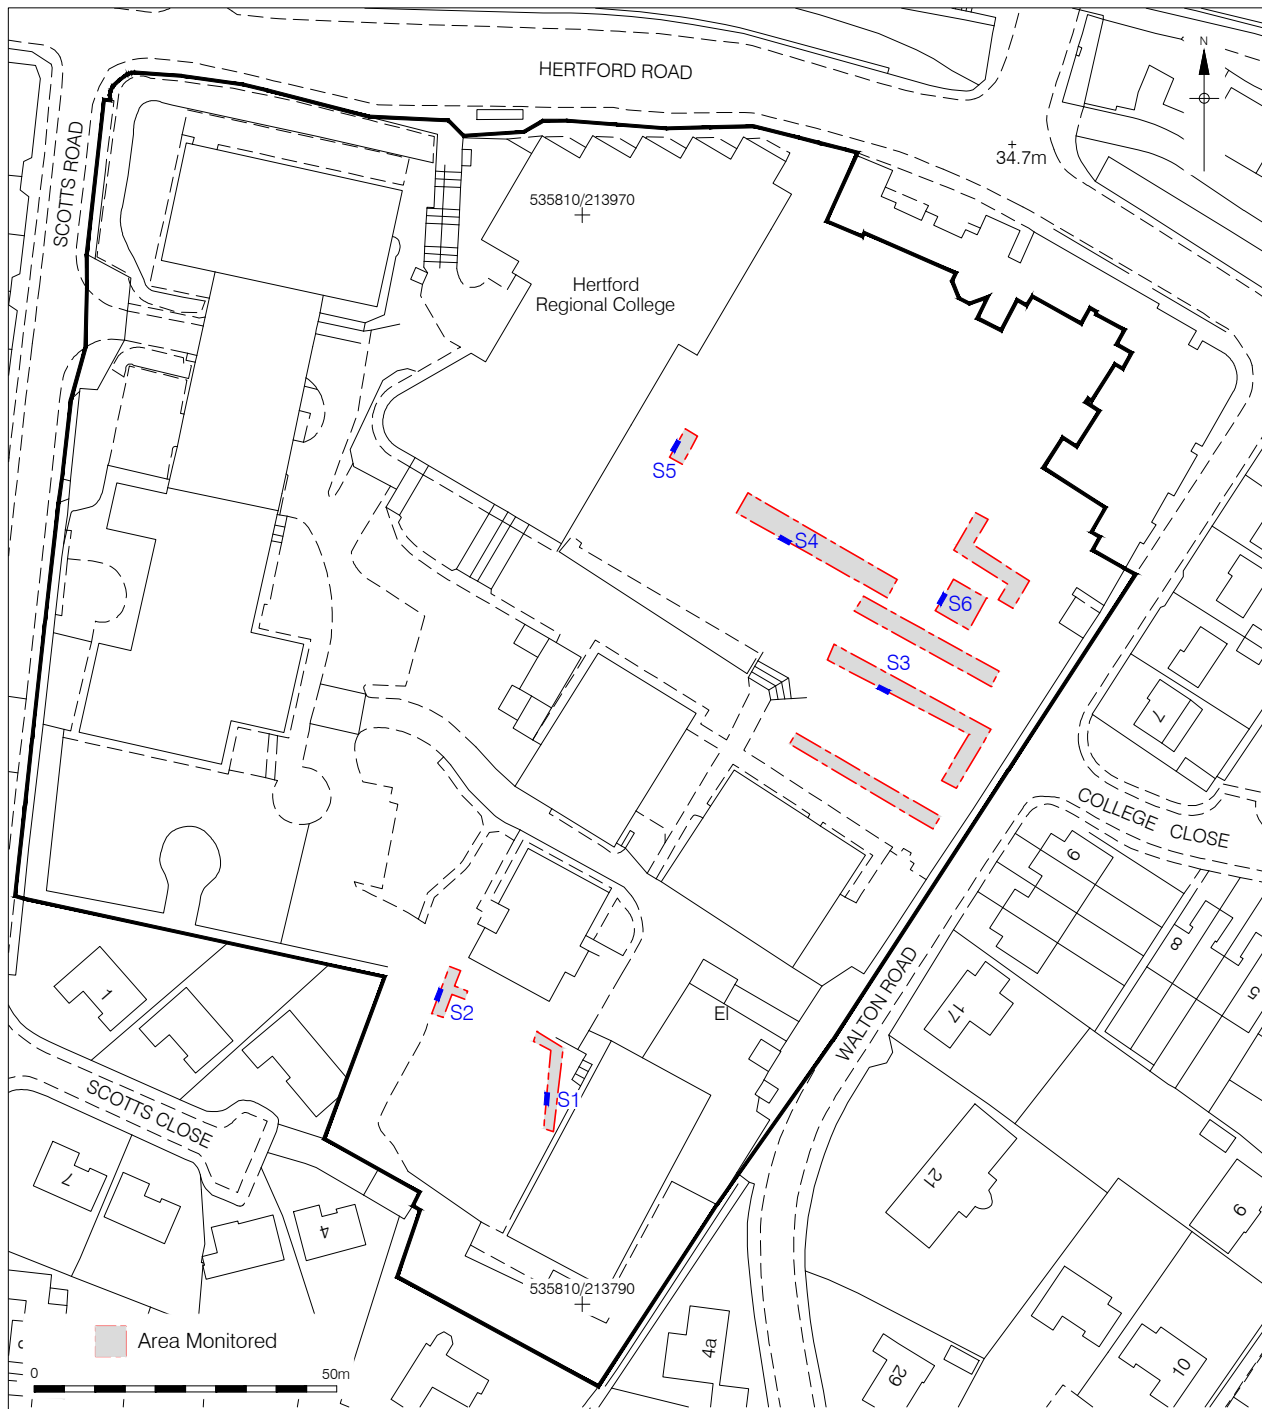 HERTFORD ROAD
N
34.7m
SCOTTS ROAD
535810/213970
Hertford
Regional College
S5
S4
S6
S3
7
COLLEGE CLOSE
9
8
5
1
S2
17
EI
WALTON ROAD
S1
SCOTTS CLOSE
7
4
21
9
535810/213790
4a
29
10
Area Monitored
0
50m